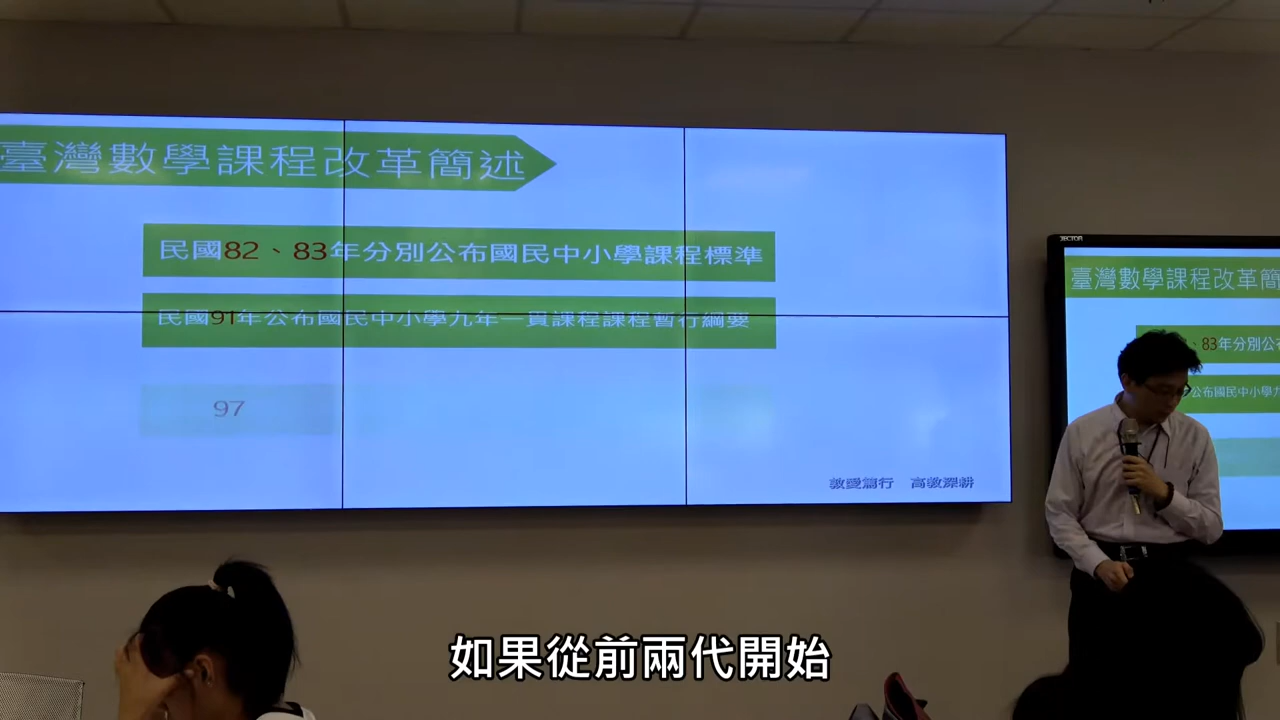 臺灣數學課程改革簡述
民國82、83年分別公布國民中小學課程標準
民國91年公布國民中小學九年一貫課程課程暫行綱要
97
教愛篤行 高教深耕
VECTOR
臺灣數學課程改革簡
、83年分別公布
公布國民中小學九
如果從前兩代開始